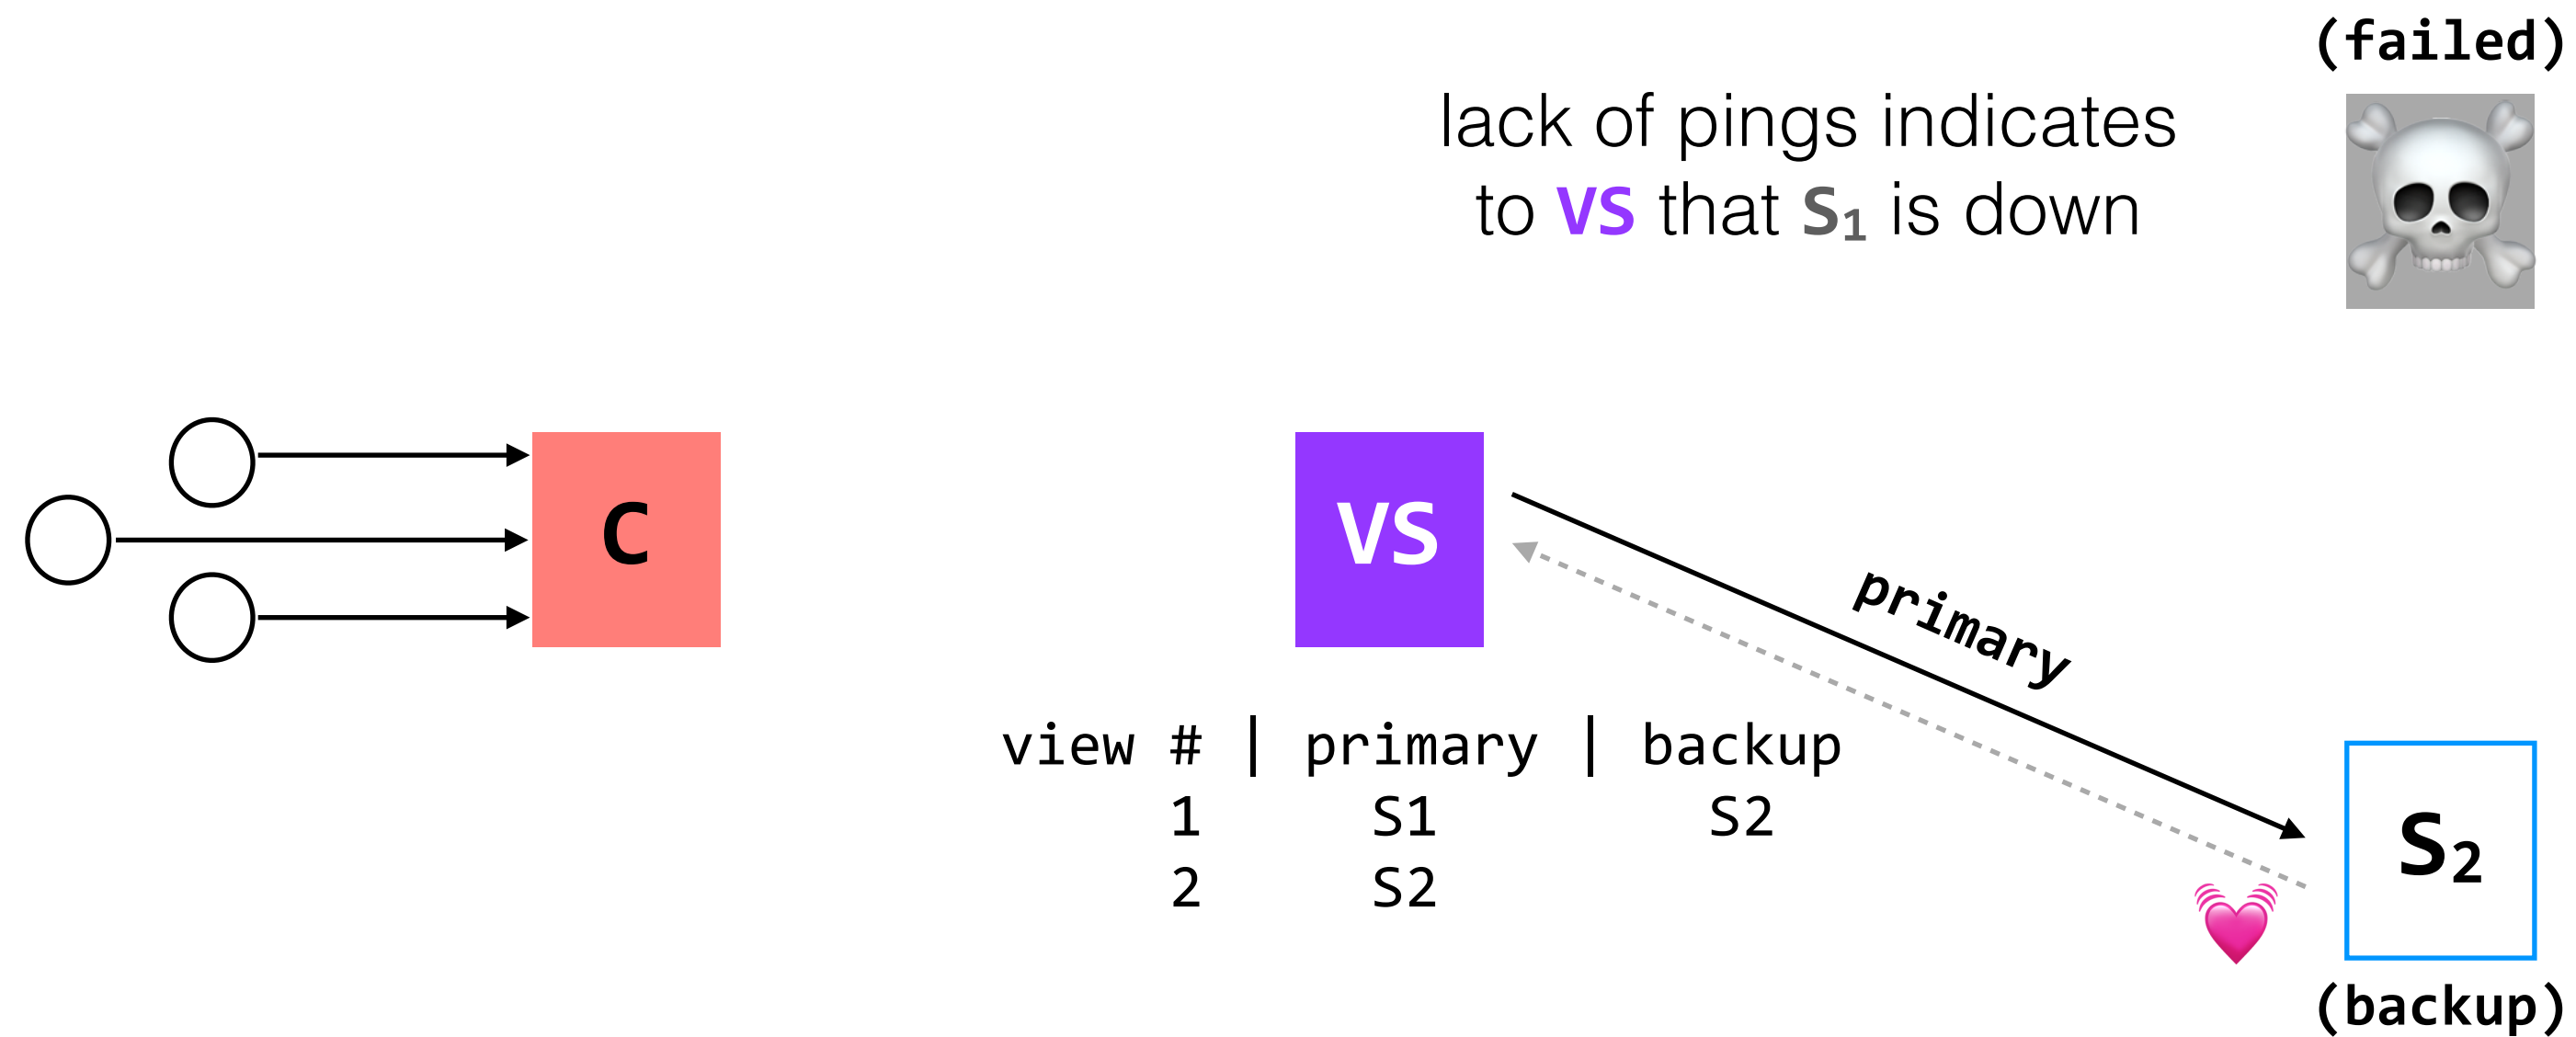 (failed)
lack of pings indicates
to VS that S₁ is down
C
VS
primary
view # | primary | backup
1 S1 S2
2 S2
S₂
(backup)